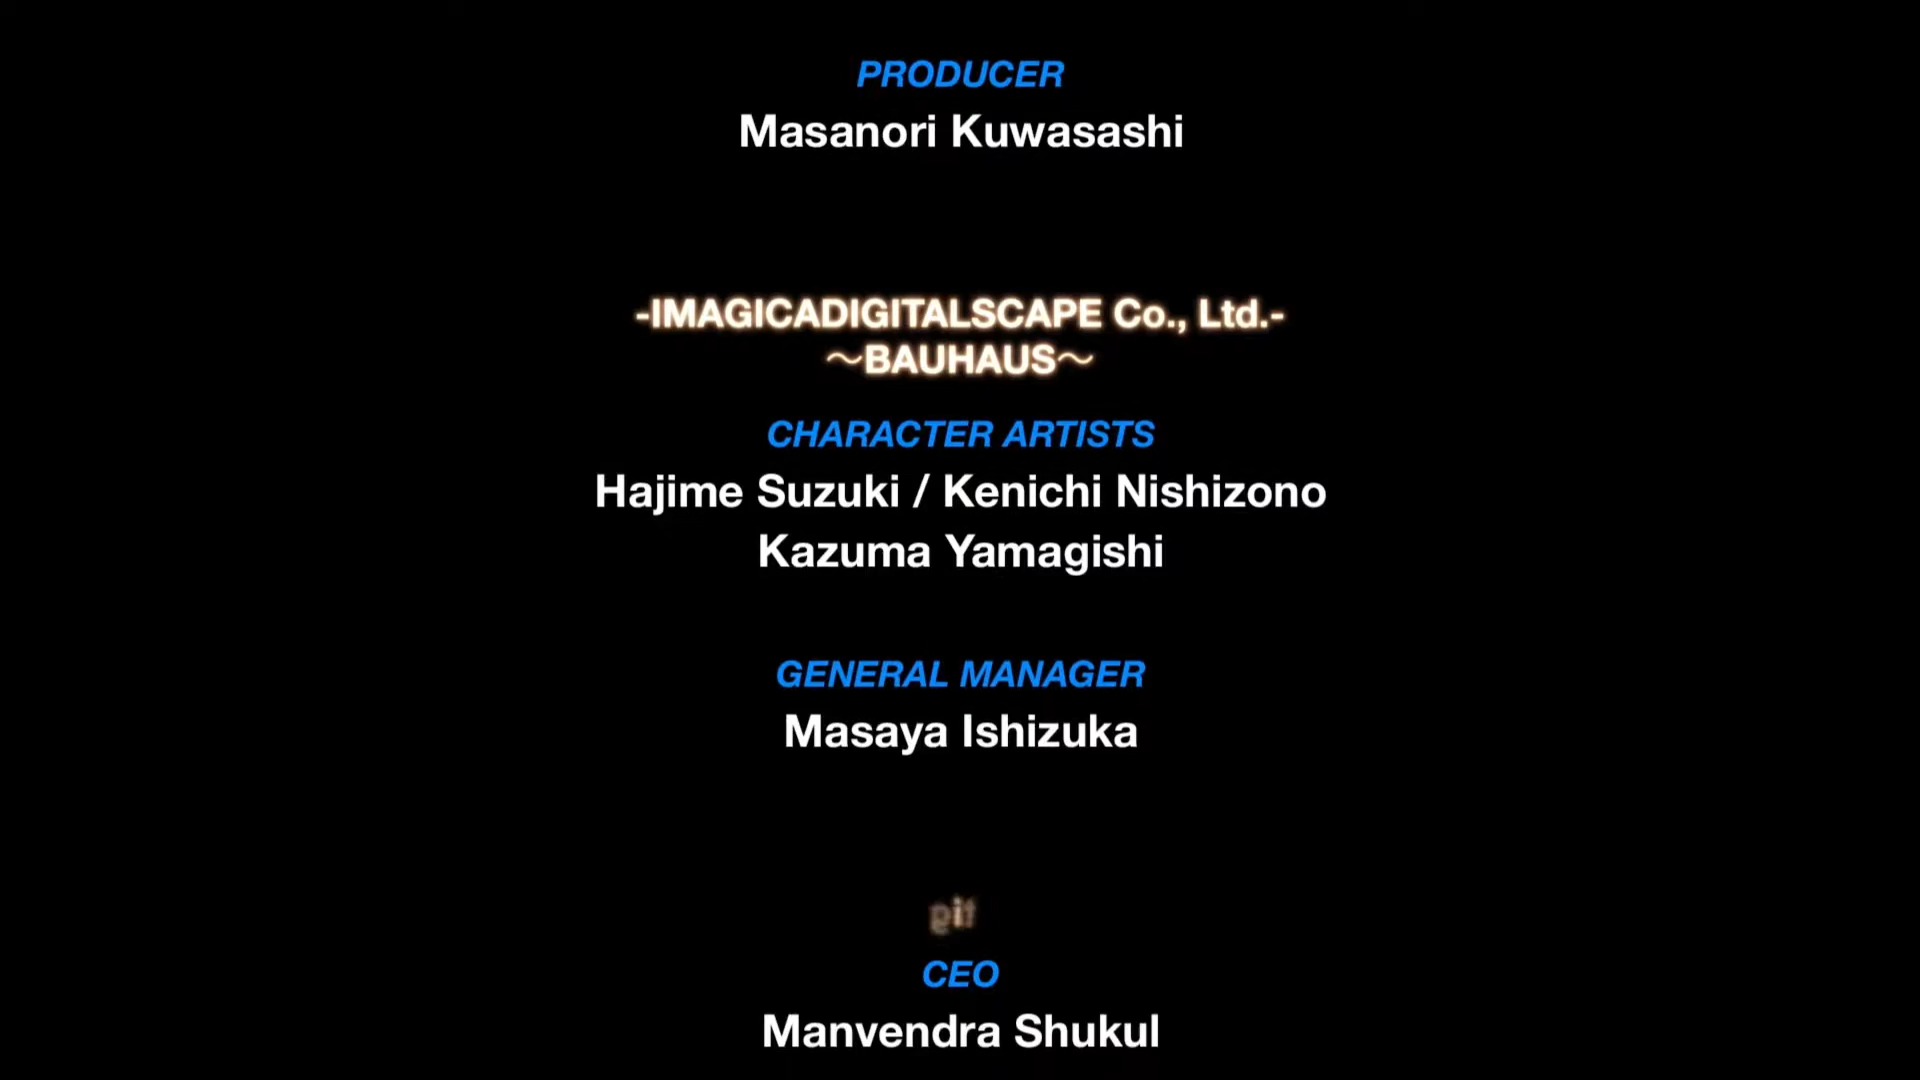 PRODUCER
Masanori Kuwasashi
-IMAGICADIGITALSCAPE Co., Ltd.-
～BAUHAUS～
CHARACTER ARTISTS
Hajime Suzuki / Kenichi Nishizono
Kazuma Yamagishi
GENERAL MANAGER
Masaya Ishizuka
CEO
Manvendra Shukul